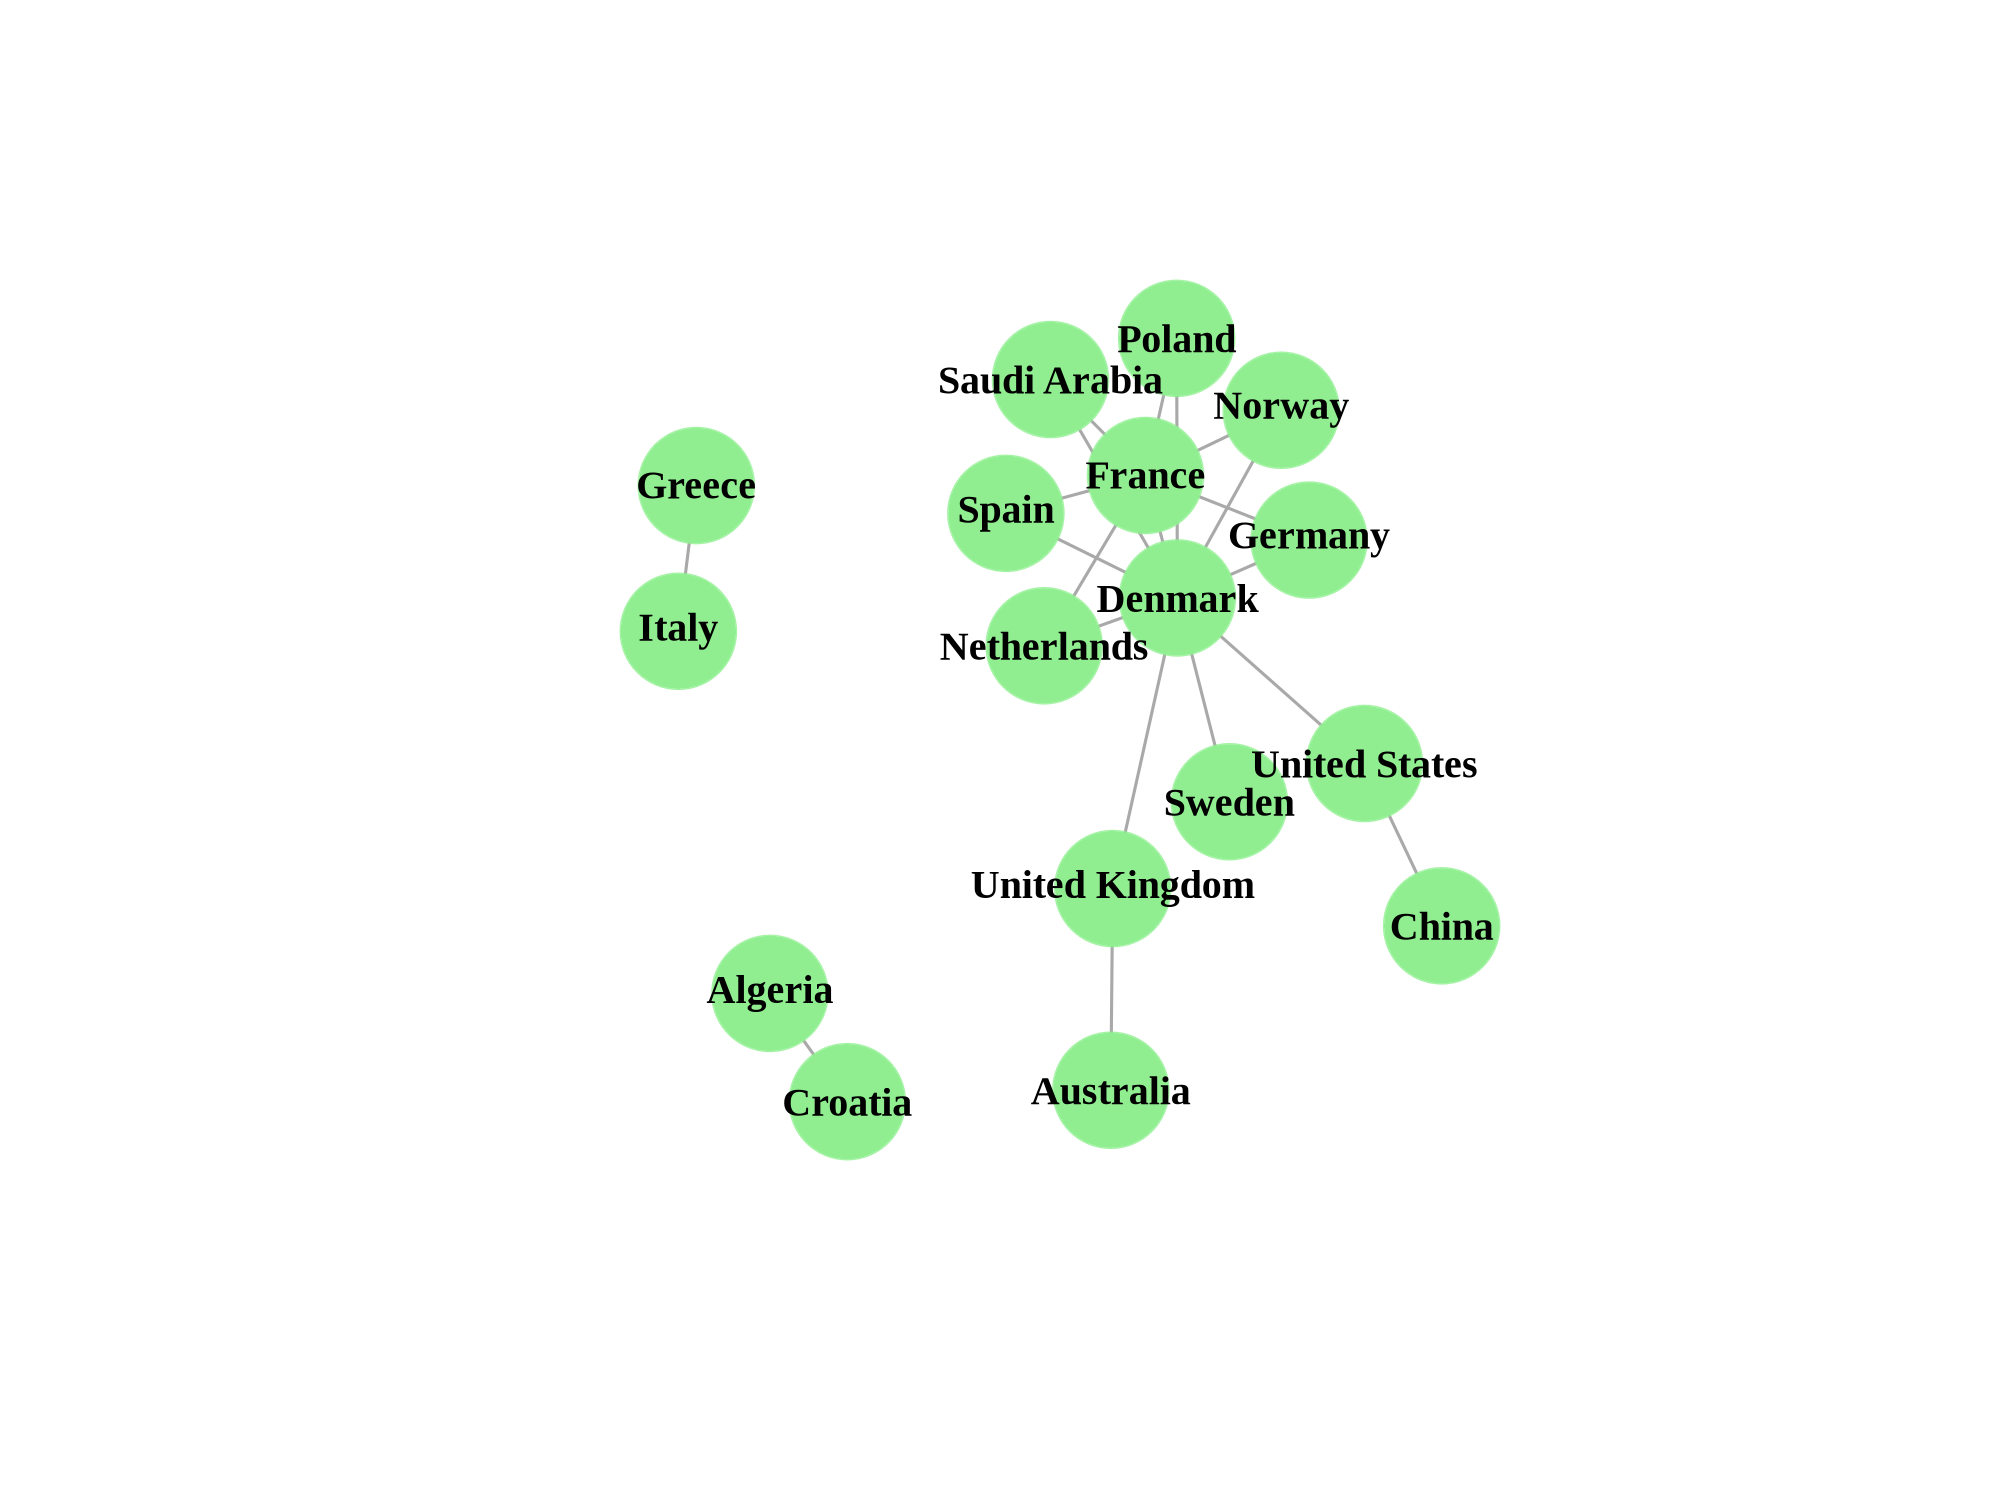 Poland
Saudi Arabia
Norway
France
Greece
Spain
Germany
Denmark
Italy
Netherlands
United States
Sweden
United Kingdom
China
Algeria
Australia
Croatia